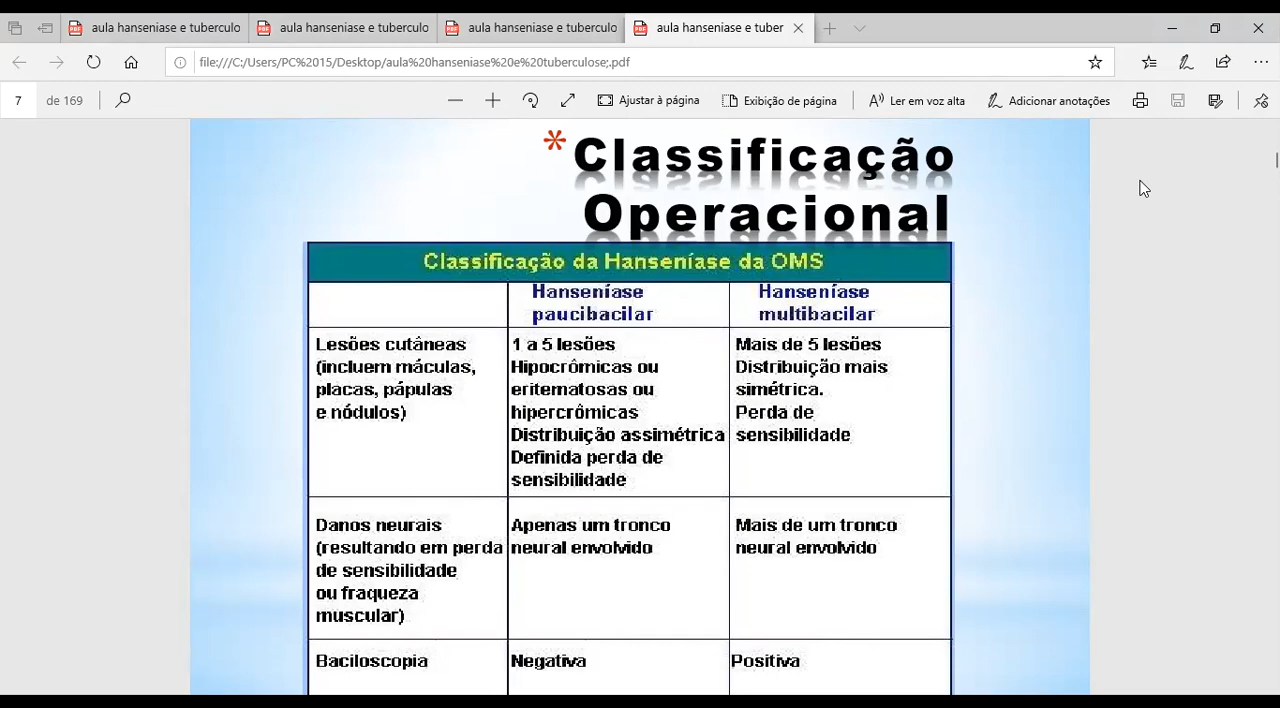 aula hanseniase e tuberculo
aula hanseniase e tuberculo
aula hanseniase e tuberculo
aula hanseniase e tuber
file:///C:/Users/PC%2015/Desktop/aula%20hanseniase%20e%20tuberculose;.pdf
7 de 169
Ajustar à página
Exibição de página
Ler em voz alta
Adicionar anotações
* Classificação
Operacional
Classificação da Hanseníase da OMS
Hanseníase
paucibacilar
Hanseníase
multibacilar
Lesões cutâneas
(incluem máculas,
placas, pápulas
e nódulos)
1 a 5 lesões
Hipocrômicas ou
eritematosas ou
hipercrômicas
Distribuição assimétrica
Definida perda de
sensibilidade
Mais de 5 lesões
Distribuição mais
simétrica.
Perda de
sensibilidade
Danos neurais
(resultando em perda
de sensibilidade
ou fraqueza
muscular)
Apenas um tronco
neural envolvido
Mais de um tronco
neural envolvido
Baciloscopia
Negativa
Positiva